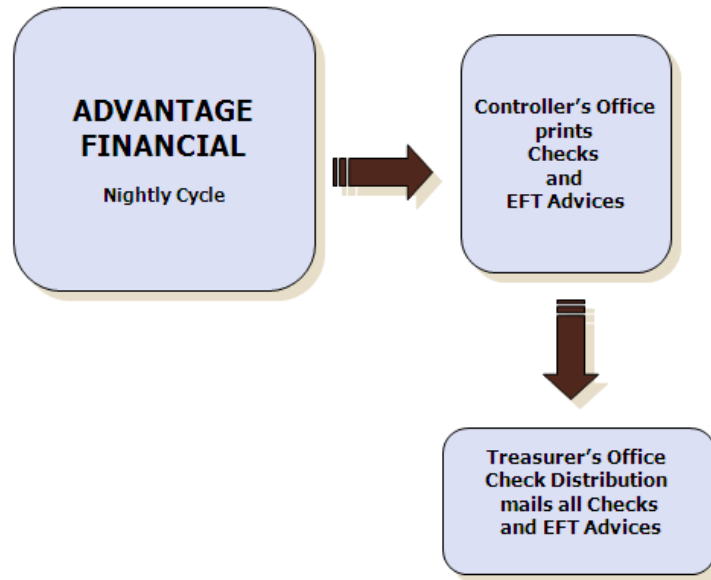 ADVANTAGE
FINANCIAL
Nightly Cycle
Controller's Office
prints
Checks
and
EFT Advices
Treasurer's Office
Check Distribution
mails all Checks
and EFT Advices